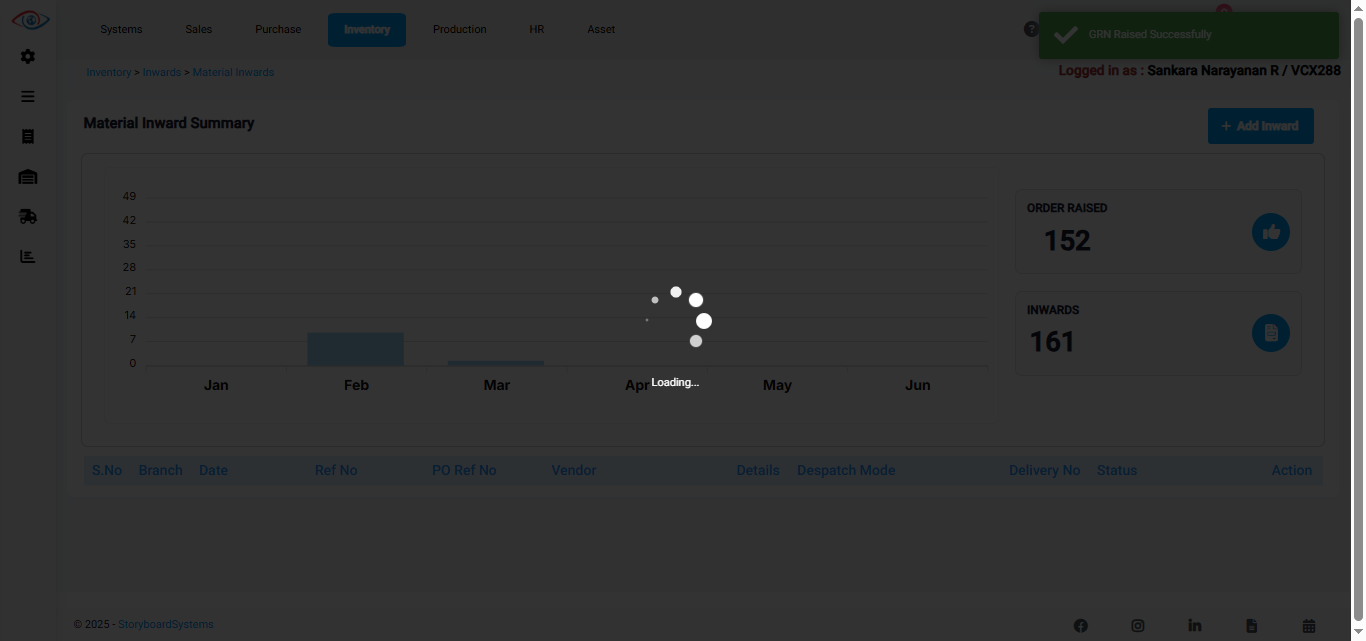 Systems Sales Purchase Inventory Production HR Asset
GRN Raised Successfully
Inventory > Inwards > Material Inwards
Logged in as : Sankara Narayanan R / VCX288
Material Inward Summary
+ Add Inward
49
42
35
28
21
14
7
0
Jan Feb Mar Apr May Jun
ORDER RAISED
152
INWARDS
161
Loading...
S.No Branch Date Ref No PO Ref No Vendor Details Despatch Mode Delivery No Status Action
© 2025 - StoryboardSystems